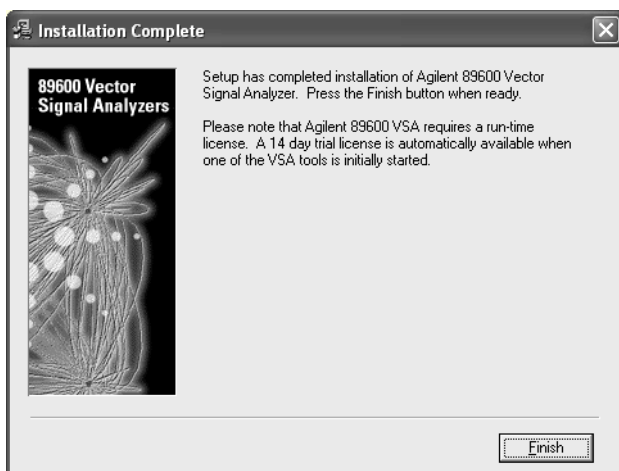 Installation Complete
89600 Vector
Signal Analyzers
Setup has completed installation of Agilent 89600 Vector
Signal Analyzer. Press the Finish button when ready.
Please note that Agilent 89600 VSA requires a run-time
license. A 14 day trial license is automatically available when
one of the VSA tools is initially started.
Finish